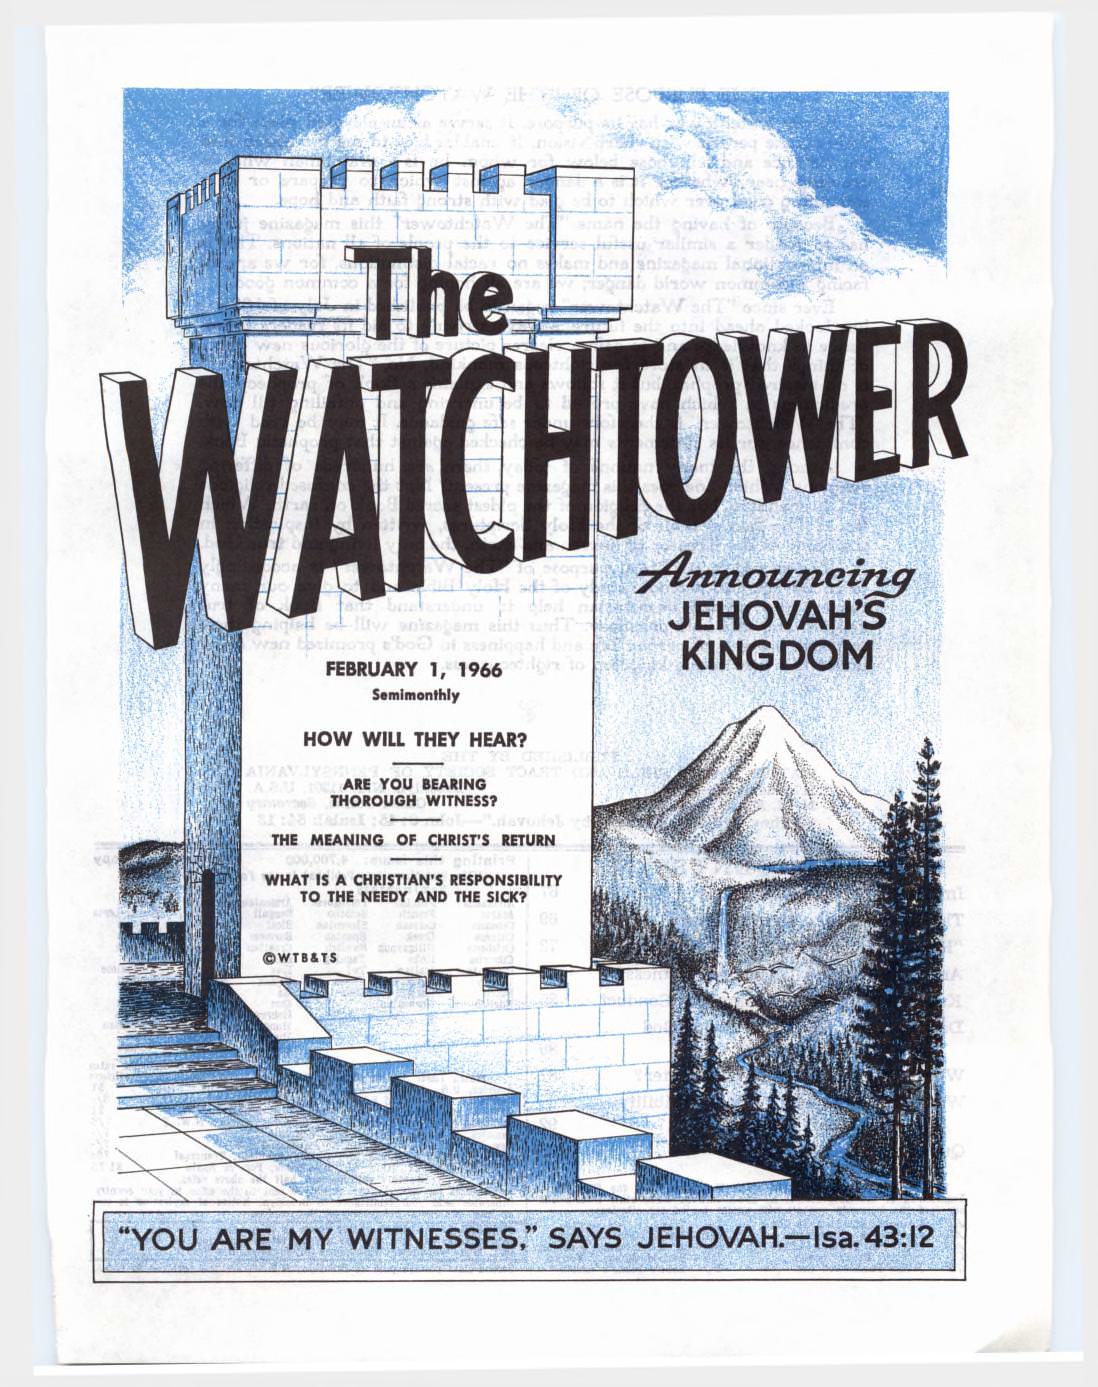 The
WATCHTOWER
Announcing
JEHOVAH'S
KINGDOM
FEBRUARY 1, 1966
Semimonthly
HOW WILL THEY HEAR?
ARE YOU BEARING
THOROUGH WITNESS?
THE MEANING OF CHRIST'S RETURN
WHAT IS A CHRISTIAN'S RESPONSIBILITY
TO THE NEEDY AND THE SICK?
©WTB&TS
“YOU ARE MY WITNESSES,” SAYS JEHOVAH.—Isa. 43:12